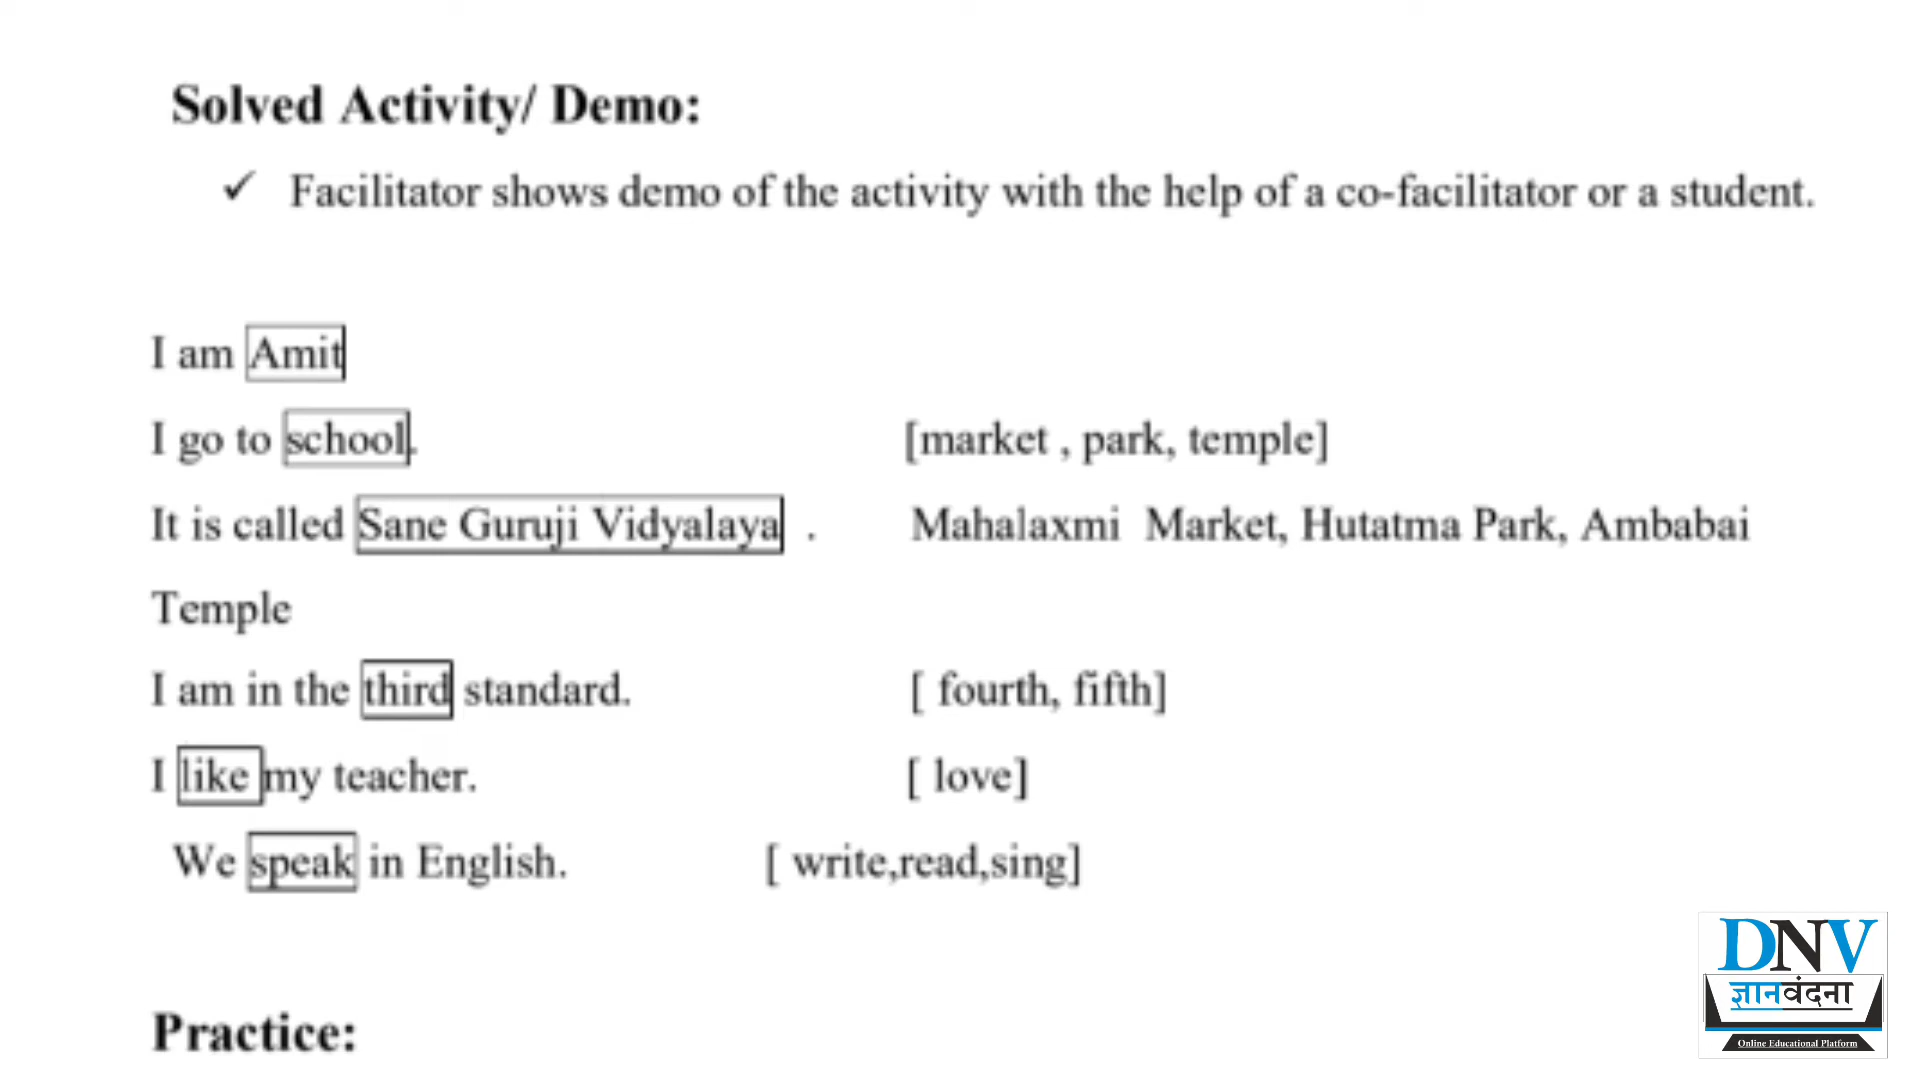 Solved Activity/ Demo:
✓ Facilitator shows demo of the activity with the help of a co-facilitator or a student.
I am Amit
I go to school. [market , park, temple]
It is called Sane Guruji Vidyalaya . Mahalaxmi Market, Hutatma Park, Ambabai
Temple
I am in the third standard. [ fourth, fifth]
I like my teacher. [ love]
We speak in English. [ write,read,sing]
Practice:
DNV
ज्ञानवंदना
Online Educational Platform